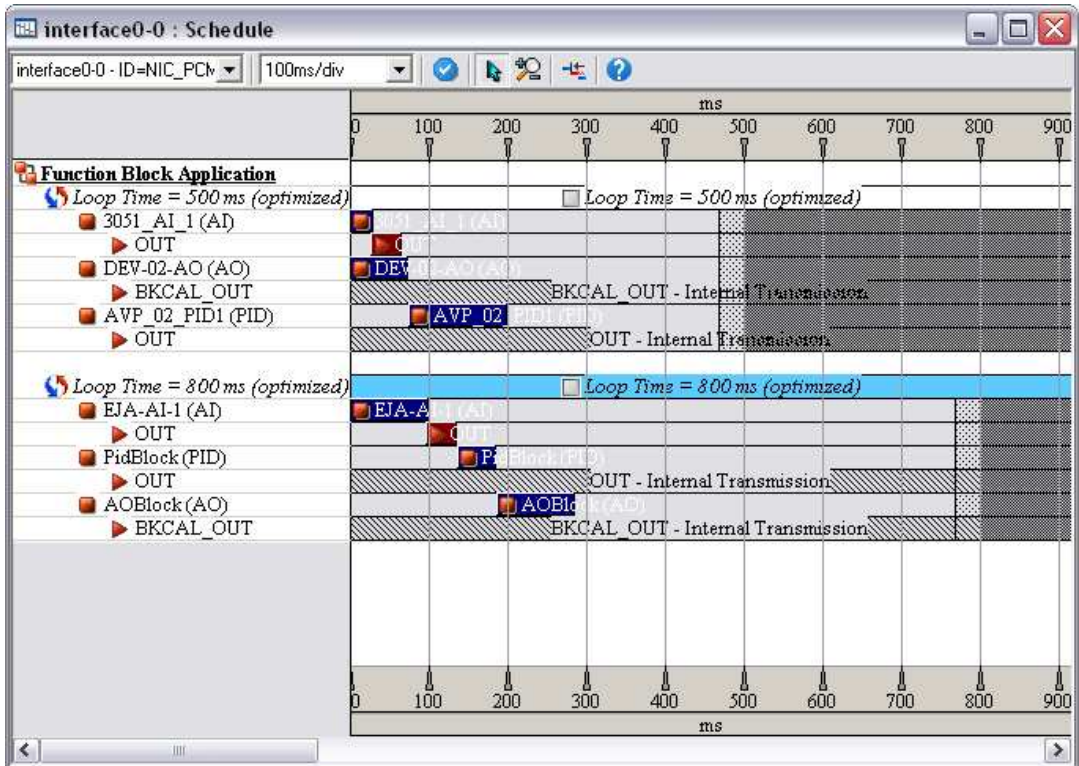 interface0-0 : Schedule
interface0-0 - ID=NIC_PCM 100ms/div
ms
0 100 200 300 400 500 600 700 800 900
Function Block Application
Loop Time = 500 ms (optimized) Loop Time = 500 ms (optimized)
3051_AI_1 (AI) 3051_AI_1 (AI)
OUT OUT
DEV-02-AO (AO) DEV-02-AO (AO)
BKCAL_OUT BKCAL_OUT - Internal Transmission
AVP_02_PID1 (PID) AVP_02_PID1 (PID)
OUT OUT - Internal Transmission
Loop Time = 800 ms (optimized) Loop Time = 800 ms (optimized)
EJA-AI-1 (AI) EJA-AI-1 (AI)
OUT OUT
PidBlock (PID) PidBlock (PID)
OUT OUT - Internal Transmission
AOBlock (AO) AOBlock (AO)
BKCAL_OUT BKCAL_OUT - Internal Transmission
0 100 200 300 400 500 600 700 800 900
ms